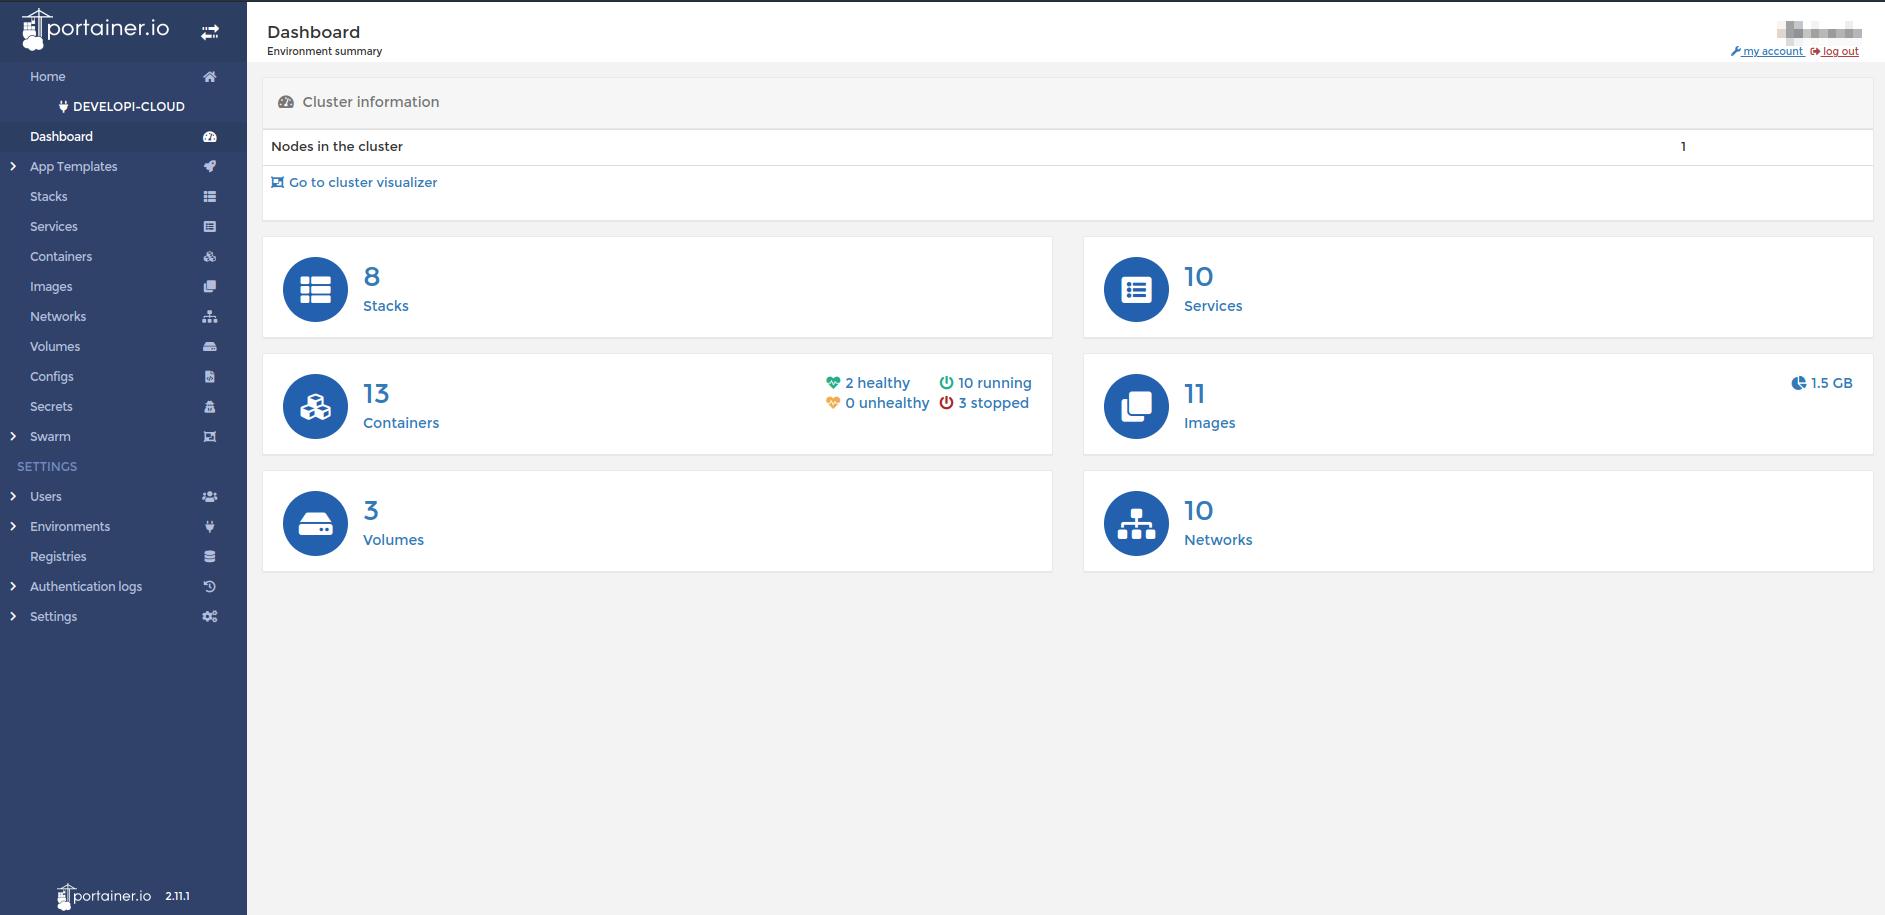 portainer.io
Home
DEVELOPI-CLOUD
Dashboard
App Templates
Stacks
Services
Containers
Images
Networks
Volumes
Configs
Secrets
Swarm
SETTINGS
Users
Environments
Registries
Authentication logs
Settings
portainer.io 2.11.1
Dashboard
Environment summary
my account log out
Cluster information
Nodes in the cluster 1
Go to cluster visualizer
8
Stacks
10
Services
13
Containers
2 healthy 10 running
0 unhealthy 3 stopped
11
Images
1.5 GB
3
Volumes
10
Networks